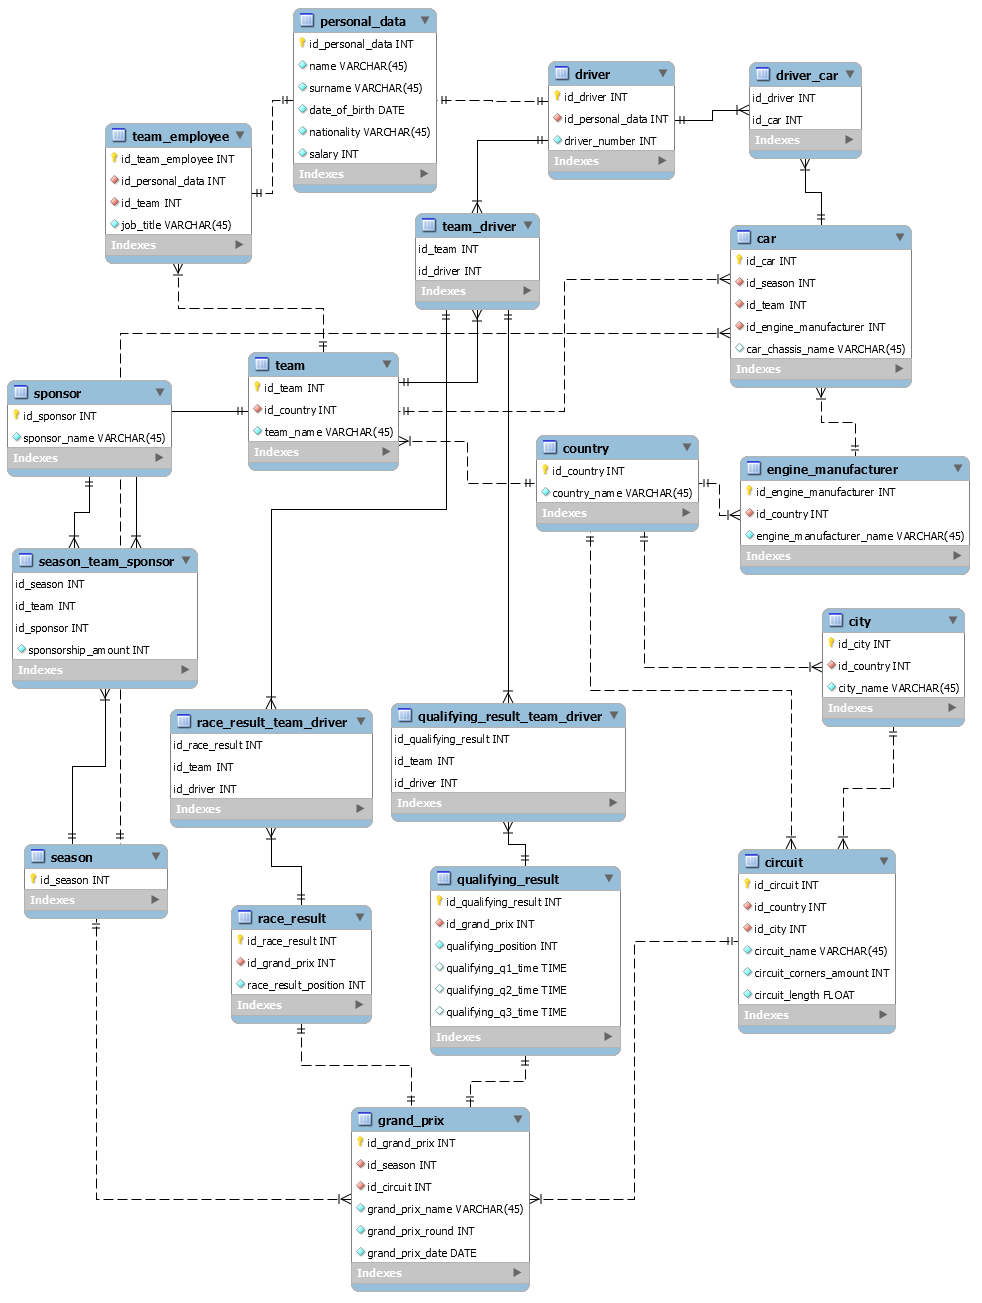 personal_data
id_personal_data INT
name VARCHAR(45)
surname VARCHAR(45)
date_of_birth DATE
nationality VARCHAR(45)
salary INT
Indexes
driver
id_driver INT
id_personal_data INT
driver_number INT
Indexes
driver_car
id_driver INT
id_car INT
Indexes
team_employee
id_team_employee INT
id_personal_data INT
id_team INT
job_title VARCHAR(45)
Indexes
team_driver
id_team INT
id_driver INT
Indexes
car
id_car INT
id_season INT
id_team INT
id_engine_manufacturer INT
car_chassis_name VARCHAR(45)
Indexes
team
id_team INT
id_country INT
team_name VARCHAR(45)
Indexes
sponsor
id_sponsor INT
sponsor_name VARCHAR(45)
Indexes
country
id_country INT
country_name VARCHAR(45)
Indexes
engine_manufacturer
id_engine_manufacturer INT
id_country INT
engine_manufacturer_name VARCHAR(45)
Indexes
season_team_sponsor
id_season INT
id_team INT
id_sponsor INT
sponsorship_amount INT
Indexes
city
id_city INT
id_country INT
city_name VARCHAR(45)
Indexes
race_result_team_driver
id_race_result INT
id_team INT
id_driver INT
Indexes
qualifying_result_team_driver
id_qualifying_result INT
id_team INT
id_driver INT
Indexes
season
id_season INT
Indexes
race_result
id_race_result INT
id_grand_prix INT
race_result_position INT
Indexes
qualifying_result
id_qualifying_result INT
id_grand_prix INT
qualifying_position INT
qualifying_q1_time TIME
qualifying_q2_time TIME
qualifying_q3_time TIME
Indexes
circuit
id_circuit INT
id_country INT
id_city INT
circuit_name VARCHAR(45)
circuit_corners_amount INT
circuit_length FLOAT
Indexes
grand_prix
id_grand_prix INT
id_season INT
id_circuit INT
grand_prix_name VARCHAR(45)
grand_prix_round INT
grand_prix_date DATE
Indexes